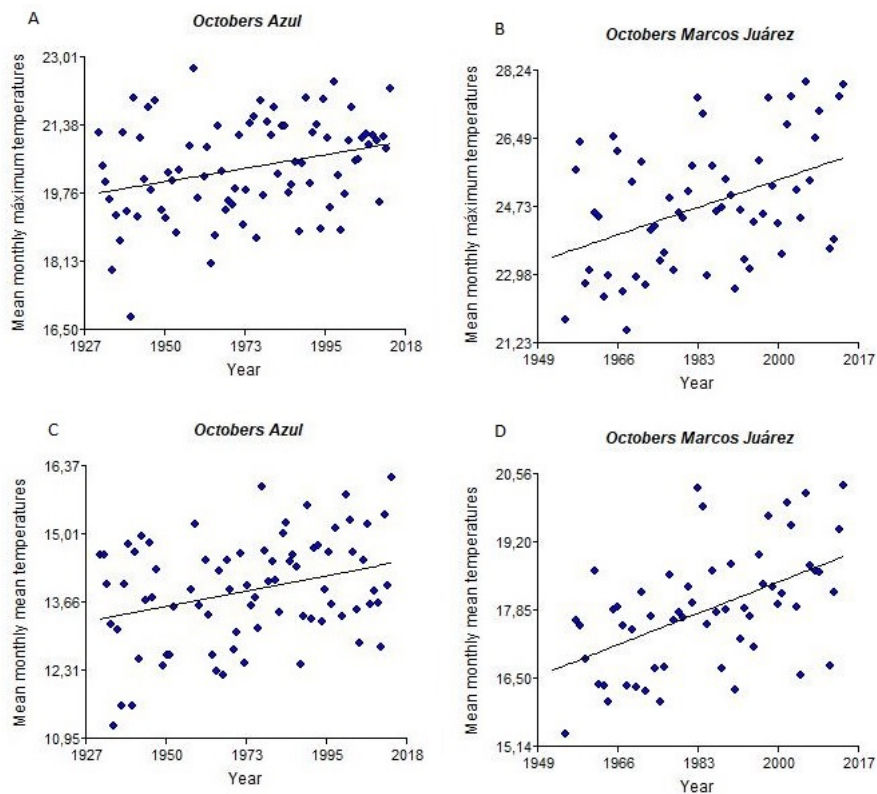 A
Octobers Azul
Mean monthly máximum temperatures
23,01
21,38
19,76
18,13
16,50
1927 1950 1973 1995 2018
Year
B
Octobers Marcos Juárez
Mean monthly máximum temperatures
28,24
26,49
24,73
22,98
21,23
1949 1966 1983 2000 2017
Year
C
Octobers Azul
Mean monthly mean temperatures
16,37
15,01
13,66
12,31
10,95
1927 1950 1973 1995 2018
Year
D
Octobers Marcos Juárez
Mean monthly mean temperatures
20,56
19,20
17,85
16,50
15,14
1949 1966 1983 2000 2017
Year